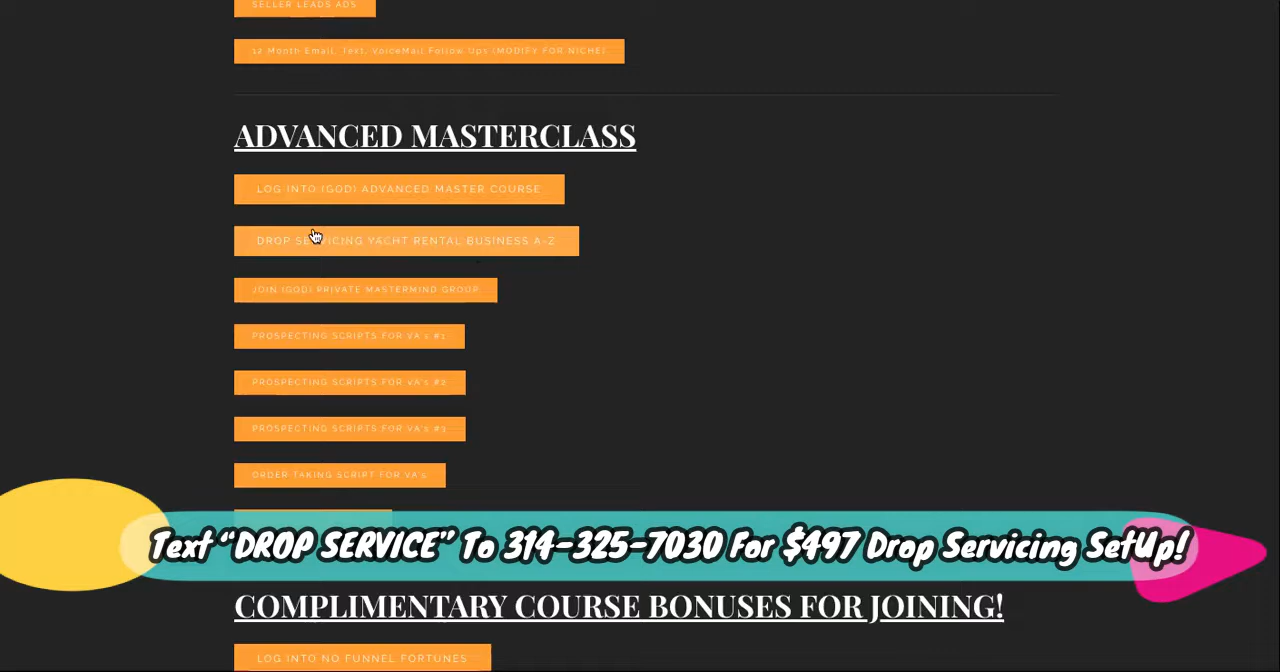 SELLER LEADS ADS
12 Month Email, Text, VoiceMail Follow Ups (MODIFY FOR NICHE)
ADVANCED MASTERCLASS
LOG INTO (GOD) ADVANCED MASTER COURSE
DROP SERVICING YACHT RENTAL BUSINESS A-Z
JOIN (GOD) PRIVATE MASTERMIND GROUP
PROSPECTING SCRIPTS FOR VA's #1
PROSPECTING SCRIPTS FOR VA's #2
PROSPECTING SCRIPTS FOR VA's #3
ORDER TAKING SCRIPT FOR VA's
Text “DROP SERVICE” To 314-325-7030 For $497 Drop Servicing SetUp!
COMPLIMENTARY COURSE BONUSES FOR JOINING!
LOG INTO NO FUNNEL FORTUNES